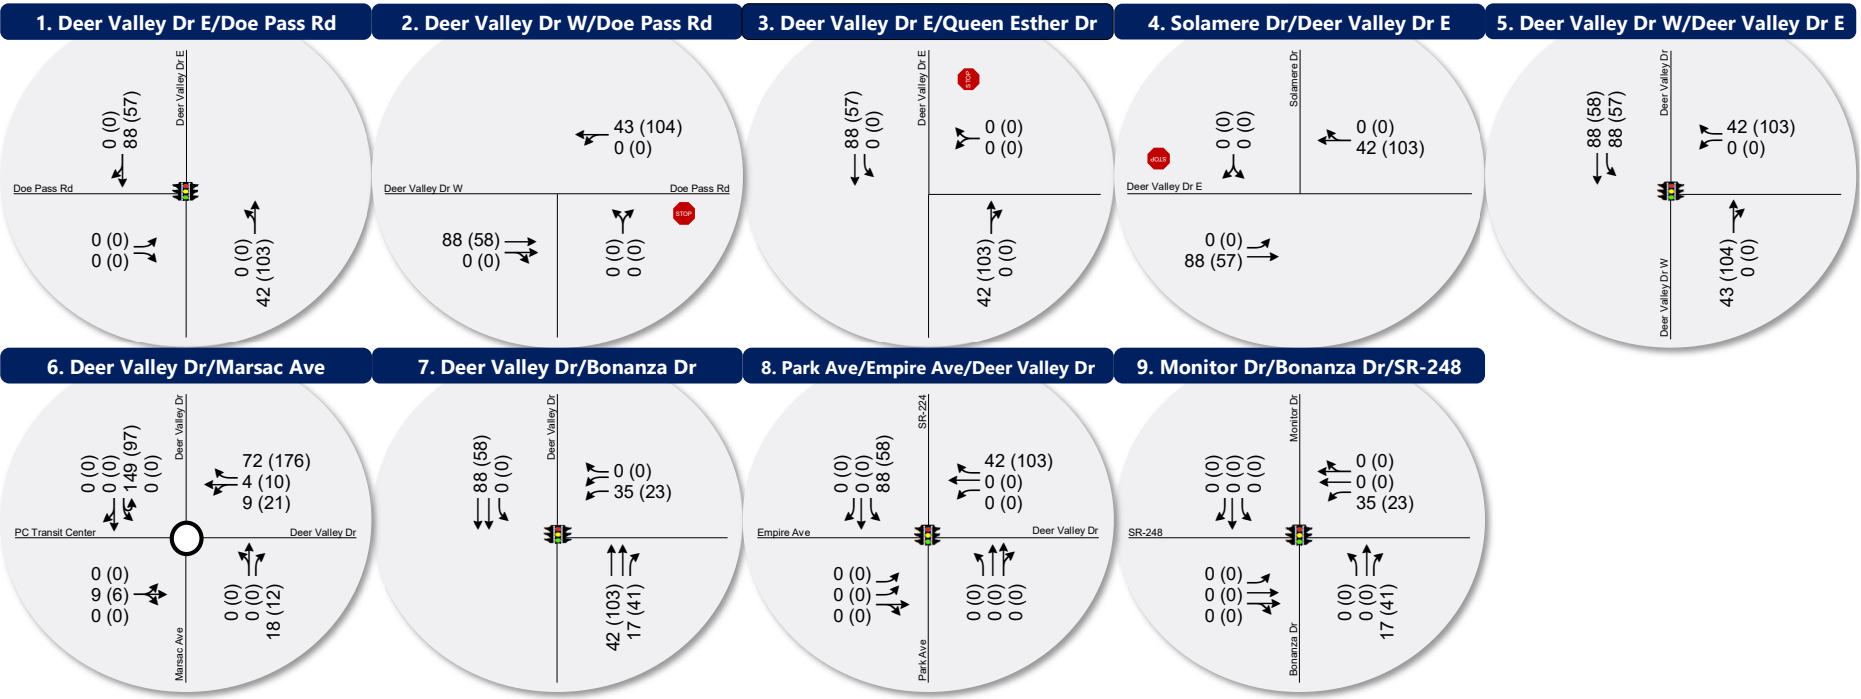 1. Deer Valley Dr E/Doe Pass Rd
Deer Valley Dr E
0 (0)
88 (57)
Doe Pass Rd
0 (0)
0 (0)
0 (0)
42 (103)
2. Deer Valley Dr W/Doe Pass Rd
43 (104)
0 (0)
Deer Valley Dr W
Doe Pass Rd
STOP
88 (58)
0 (0)
0 (0)
0 (0)
3. Deer Valley Dr E/Queen Esther Dr
Deer Valley Dr E
STOP
88 (57)
0 (0)
0 (0)
0 (0)
42 (103)
0 (0)
4. Solamere Dr/Deer Valley Dr E
Solamere Dr
0 (0)
0 (0)
0 (0)
42 (103)
STOP
Deer Valley Dr E
0 (0)
88 (57)
5. Deer Valley Dr W/Deer Valley Dr E
Deer Valley Dr
88 (58)
88 (57)
42 (103)
0 (0)
Deer Valley Dr W
43 (104)
0 (0)
6. Deer Valley Dr/Marsac Ave
Deer Valley Dr
0 (0)
0 (0)
149 (97)
0 (0)
72 (176)
4 (10)
9 (21)
PC Transit Center
Deer Valley Dr
0 (0)
9 (6)
0 (0)
Marsac Ave
0 (0)
0 (0)
18 (12)
7. Deer Valley Dr/Bonanza Dr
Deer Valley Dr
88 (58)
0 (0)
0 (0)
35 (23)
42 (103)
17 (41)
8. Park Ave/Empire Ave/Deer Valley Dr
SR-224
0 (0)
0 (0)
88 (58)
42 (103)
0 (0)
0 (0)
Empire Ave
Deer Valley Dr
0 (0)
0 (0)
0 (0)
Park Ave
0 (0)
0 (0)
0 (0)
9. Monitor Dr/Bonanza Dr/SR-248
Monitor Dr
0 (0)
0 (0)
0 (0)
0 (0)
0 (0)
35 (23)
SR-248
0 (0)
0 (0)
0 (0)
Bonanza Dr
0 (0)
0 (0)
17 (41)